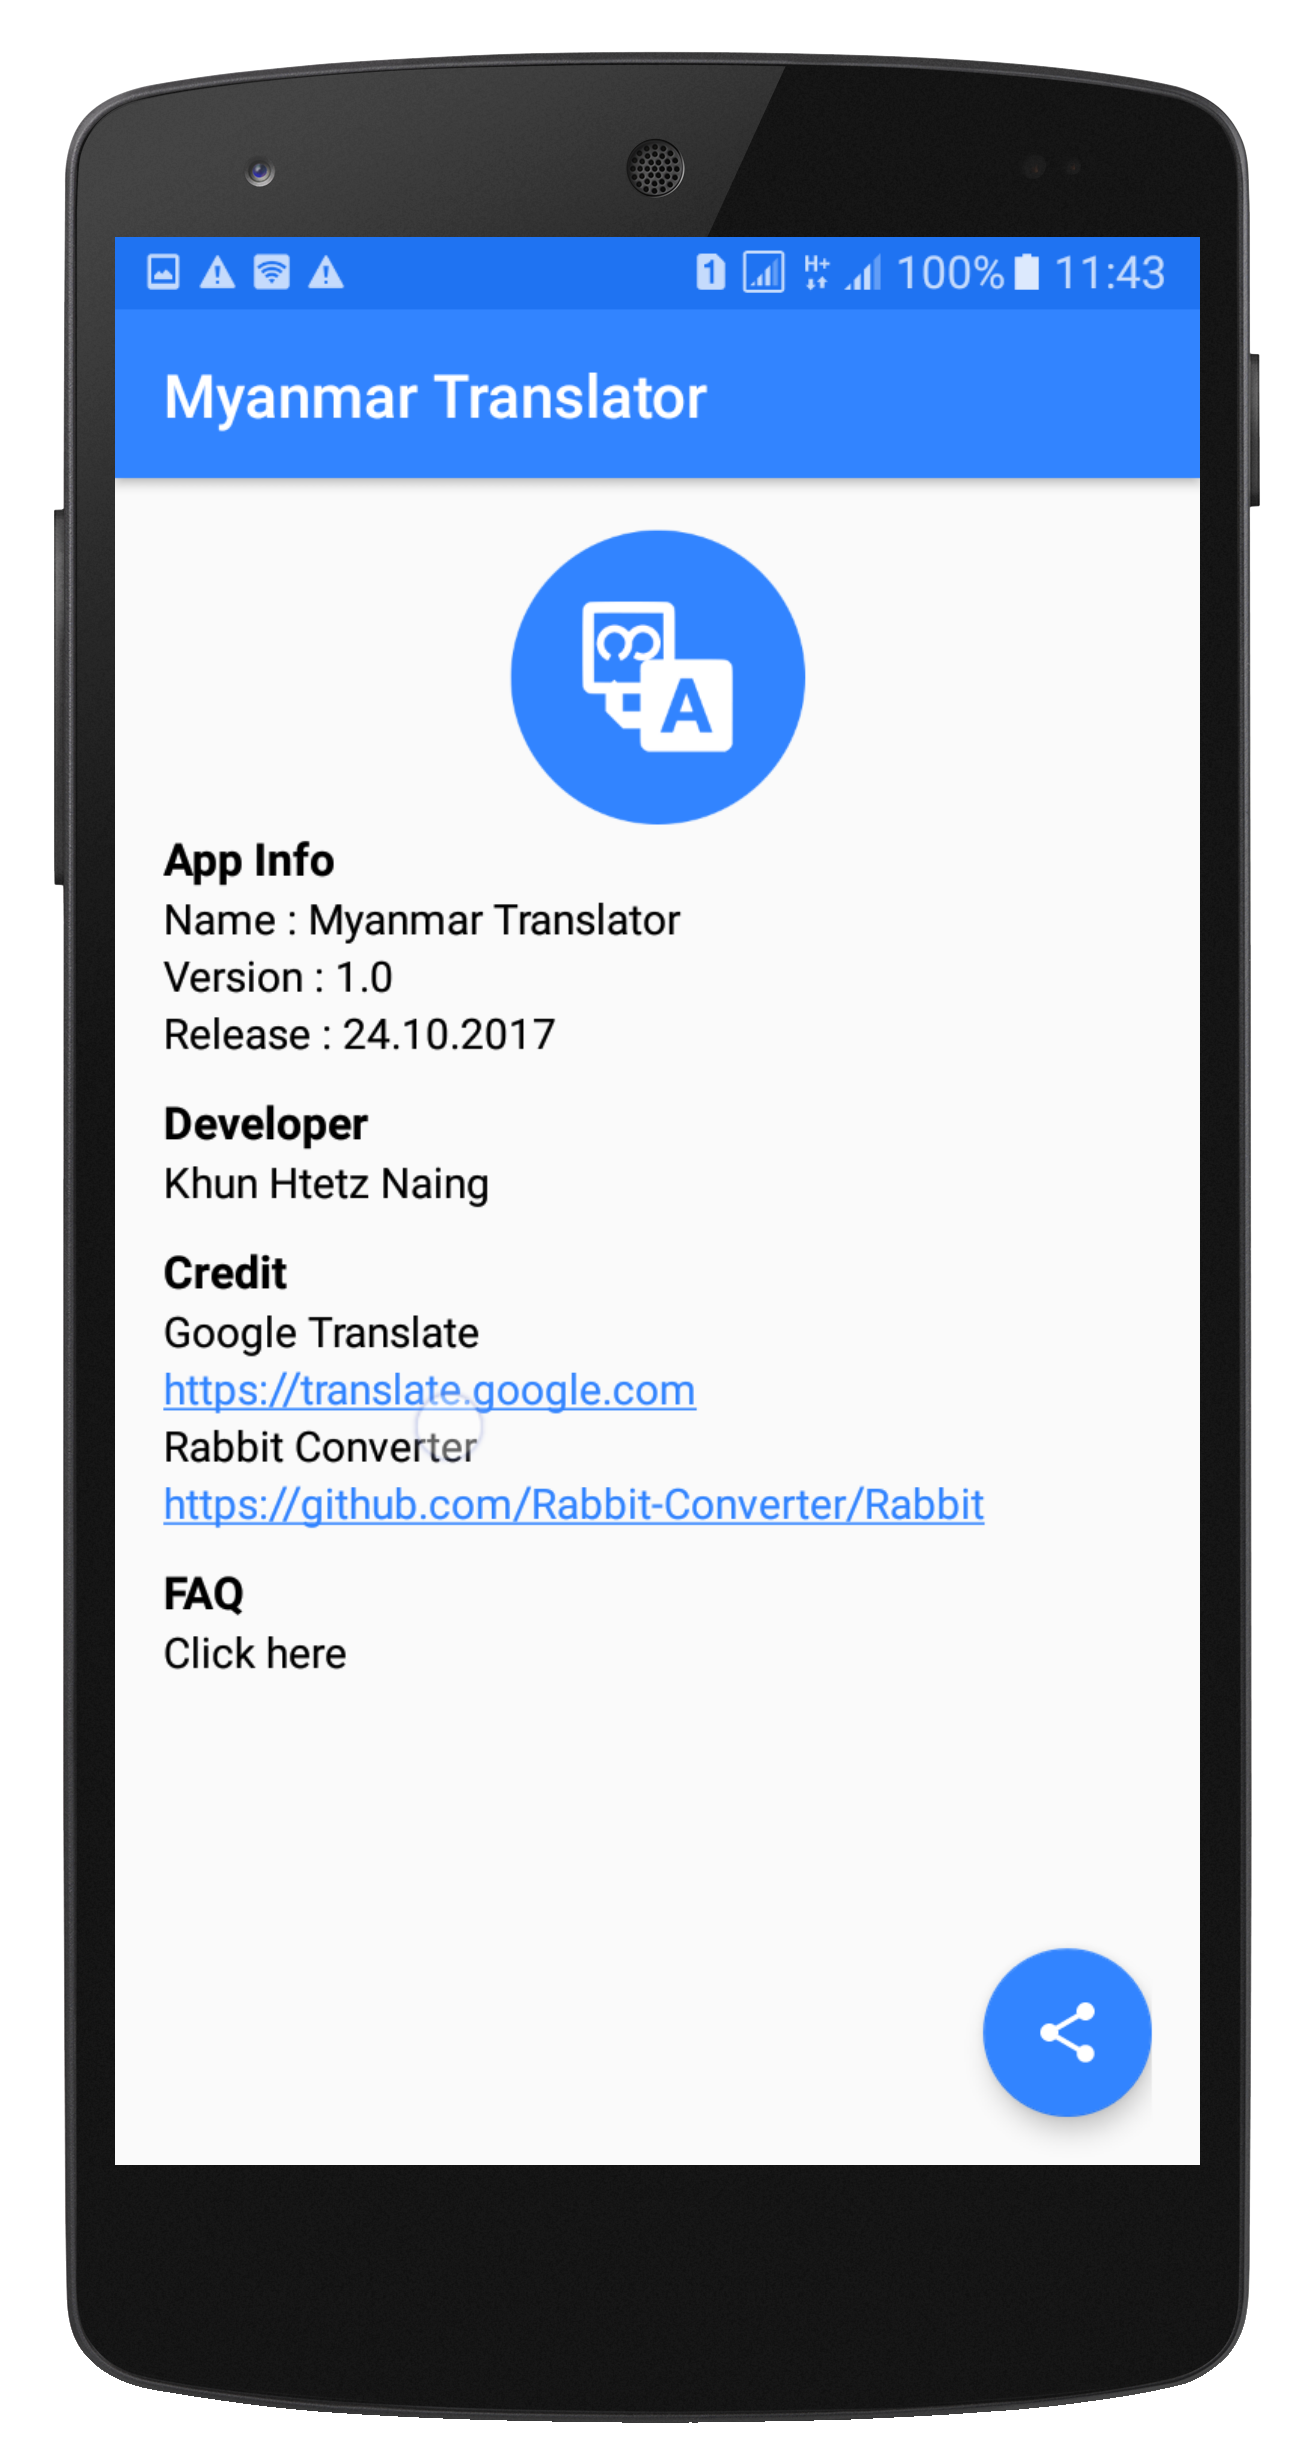 1 H+ 100% 11:43
Myanmar Translator
A
App Info
Name : Myanmar Translator
Version : 1.0
Release : 24.10.2017
Developer
Khun Htetz Naing
Credit
Google Translate
https://translate.google.com
Rabbit Converter
https://github.com/Rabbit-Converter/Rabbit
FAQ
Click here